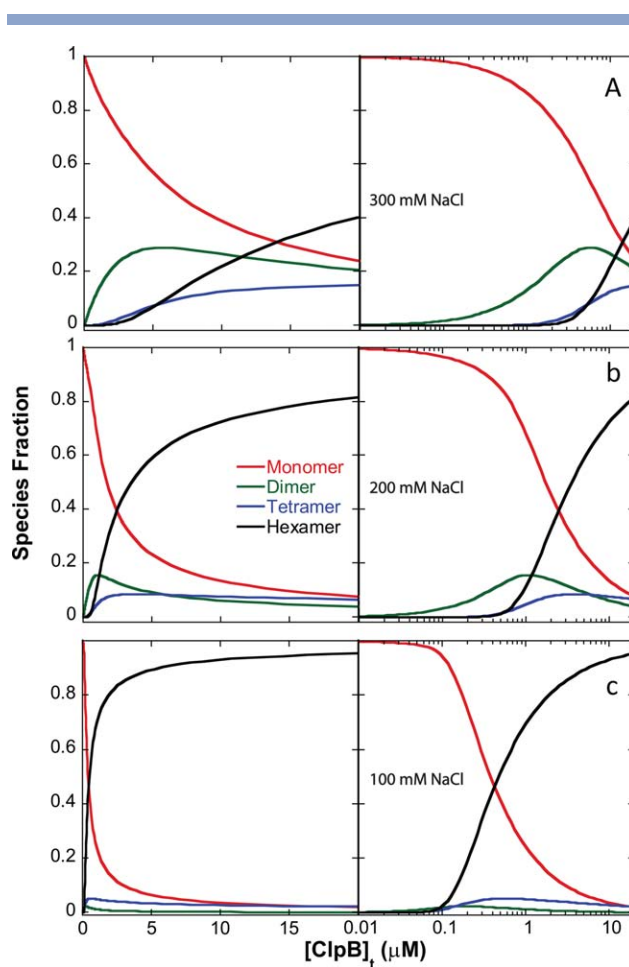 1
0.8
0.6
0.4
0.2
0
A
300 mM NaCl
Species Fraction
0.8
0.6
0.4
0.2
0
Monomer
Dimer
Tetramer
Hexamer
b
200 mM NaCl
0.8
0.6
0.4
0.2
0
c
100 mM NaCl
0 5 10 15 20 0.01 0.1 1 10
[ClpB]t (μM)